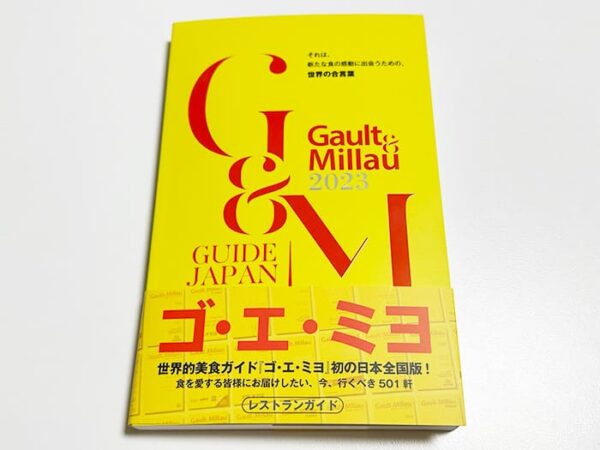 それは、
新たな食の感動に出会うための、
世界の合言葉
G
&
M
Gault&
Millau
2023
GUIDE
JAPAN
ゴ・エ・ミヨ
世界的美食ガイド『ゴ・エ・ミヨ』初の日本全国版！
食を愛する皆様にお届けしたい、今、行くべき501軒
レストランガイド